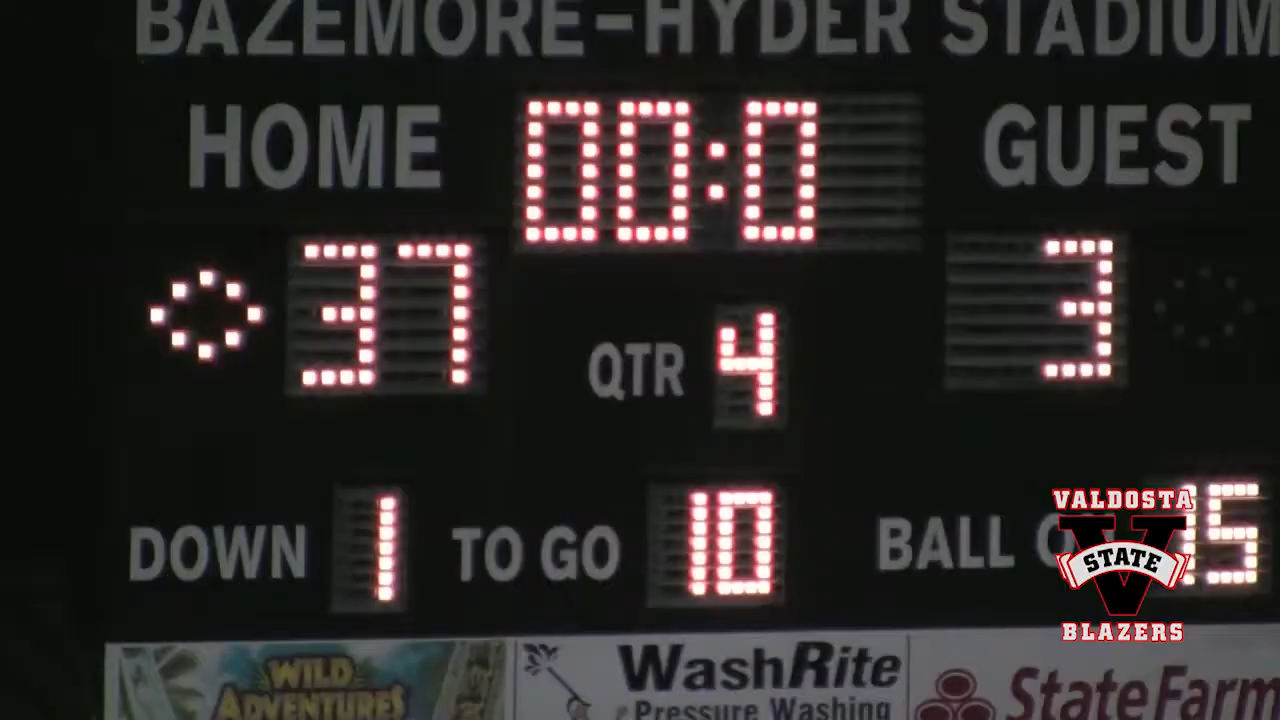 BAZEMORE-HYDER STADIUM
HOME 00:0 GUEST
37 3
QTR 4
DOWN 1 TO GO 10 BALL
15
VALDOSTA
STATE
BLAZERS
WILD
ADVENTURES
WashRite
Pressure Washing
StateFarm